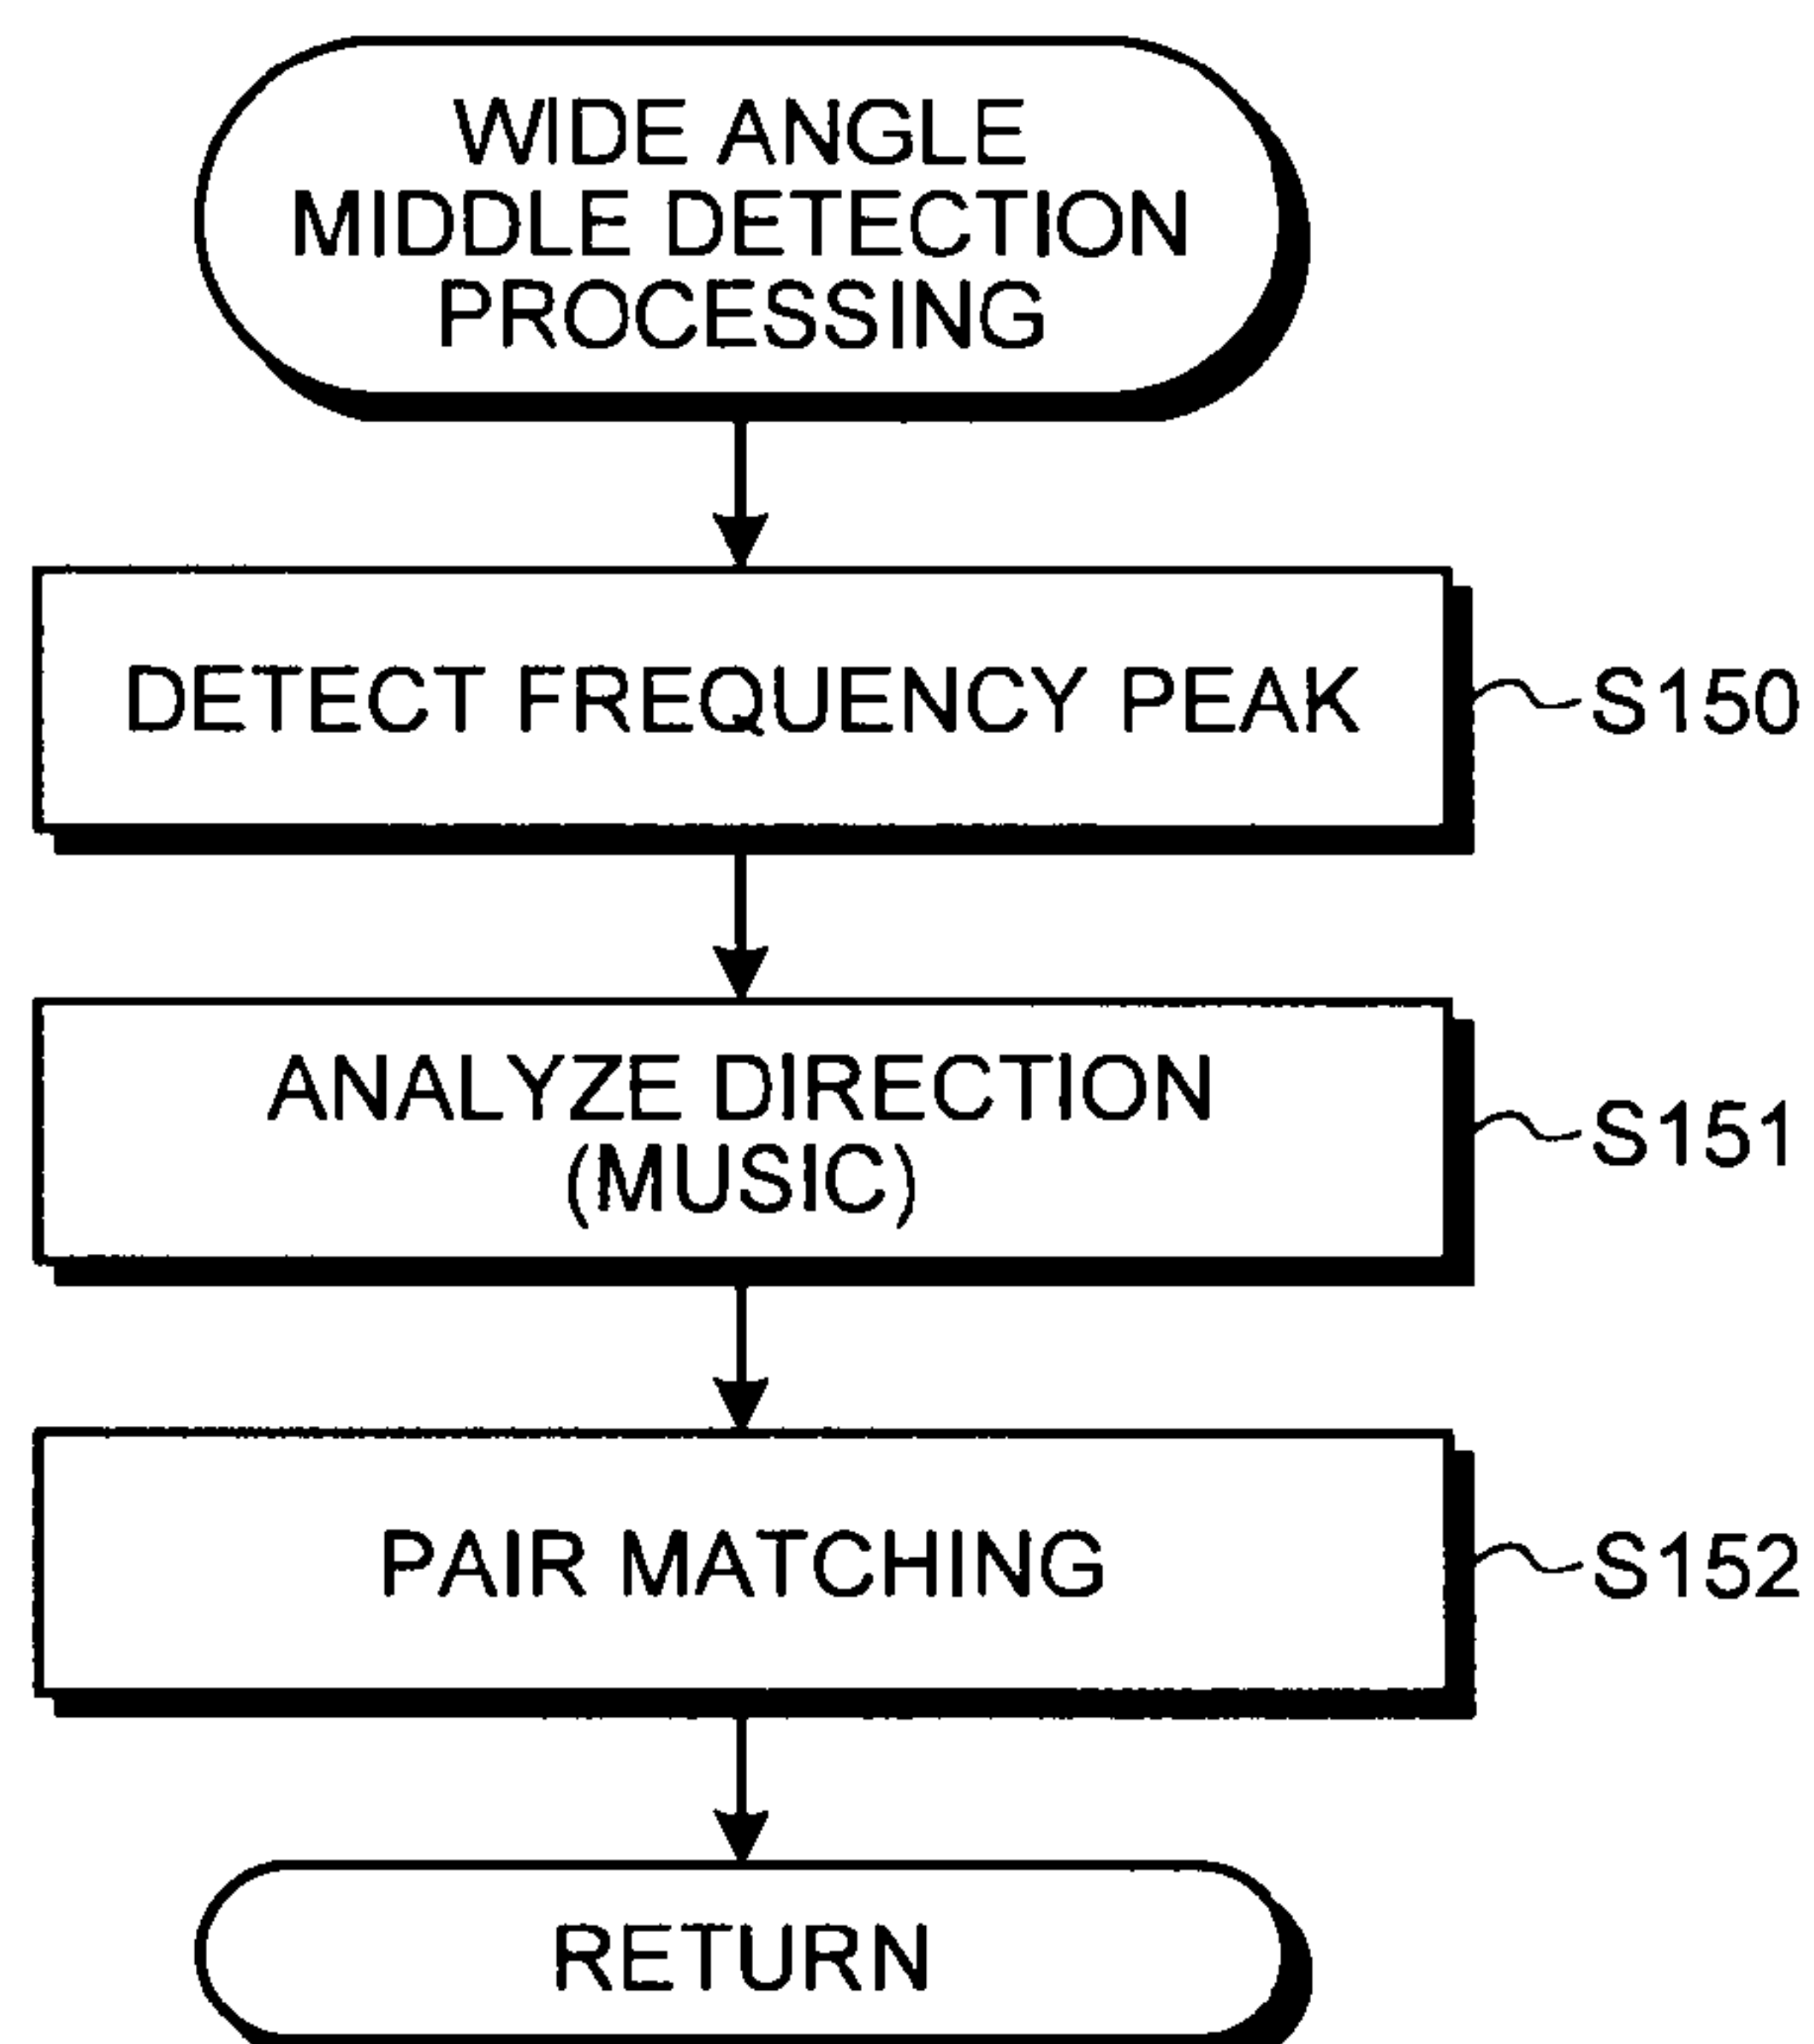 WIDE ANGLE
MIDDLE DETECTION
PROCESSING
DETECT FREQUENCY PEAK
S150
ANALYZE DIRECTION
(MUSIC)
S151
PAIR MATCHING
S152
RETURN